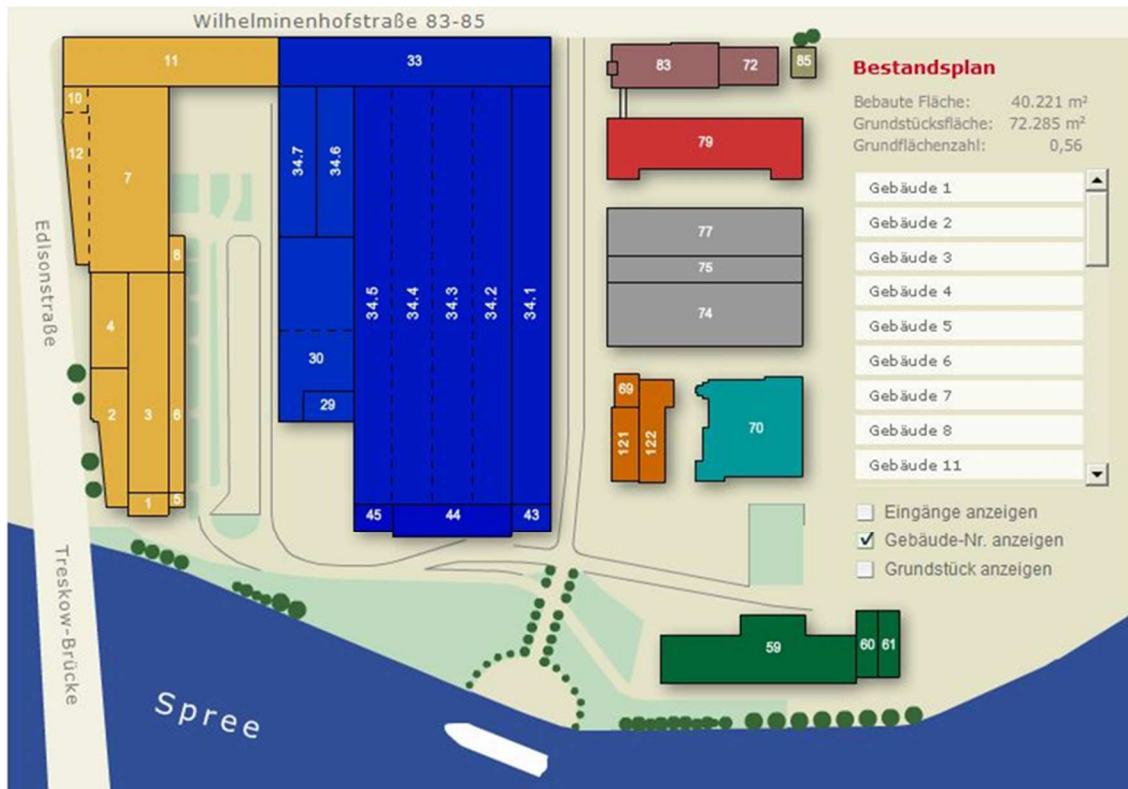 Wilhelminenhofstraße 83-85
11
33
83
72
85
10
12
7
34.7
34.6
79
8
77
75
74
4
34.5
34.4
34.3
34.2
34.1
30
29
2
3
6
69
121
122
70
1
5
45
44
43
59
60
61
Edisonstraße
Treskow-Brücke
Spree
Bestandsplan
Bebaute Fläche: 40.221 m²
Grundstücksfläche: 72.285 m²
Grundflächenzahl: 0,56
Gebäude 1
Gebäude 2
Gebäude 3
Gebäude 4
Gebäude 5
Gebäude 6
Gebäude 7
Gebäude 8
Gebäude 11
Eingänge anzeigen
Gebäude-Nr. anzeigen
Grundstück anzeigen